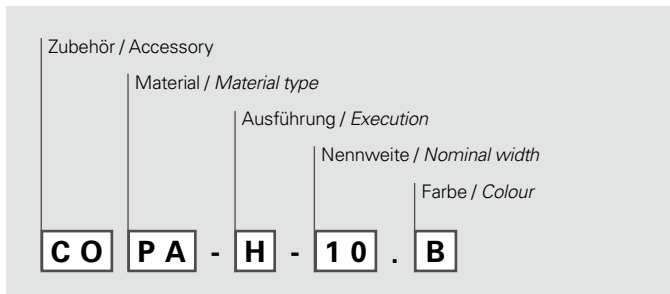 Zubehör / Accessory
Material / Material type
Ausführung / Execution
Nennweite / Nominal width
Farbe / Colour
CO PA - H - 10 . B